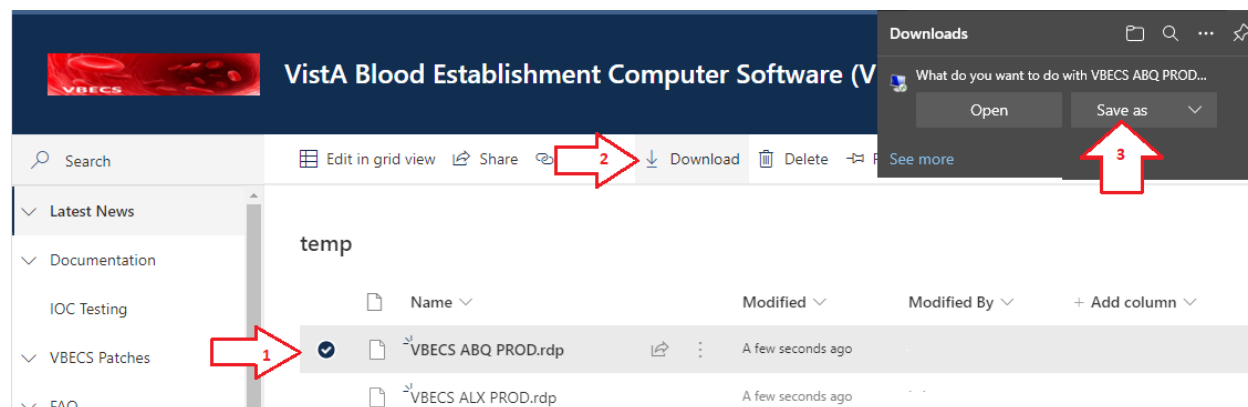 VBECS
VistA Blood Establishment Computer Software (V
Downloads
What do you want to do with VBECS ABQ PROD...
Open
Save as
See more
Search
Edit in grid view
Share
2
Download
Delete
3
Latest News
Documentation
IOC Testing
VBECS Patches
FAQ
temp
Name
Modified
Modified By
+ Add column
1
VBECS ABQ PROD.rdp
A few seconds ago
VBECS ALX PROD.rdp
A few seconds ago